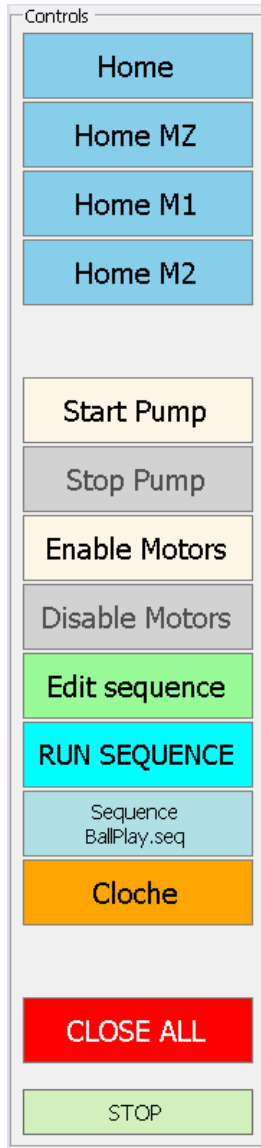 Controls
Home
Home MZ
Home M1
Home M2
Start Pump
Stop Pump
Enable Motors
Disable Motors
Edit sequence
RUN SEQUENCE
Sequence
BallPlay.seq
Cloche
CLOSE ALL
STOP